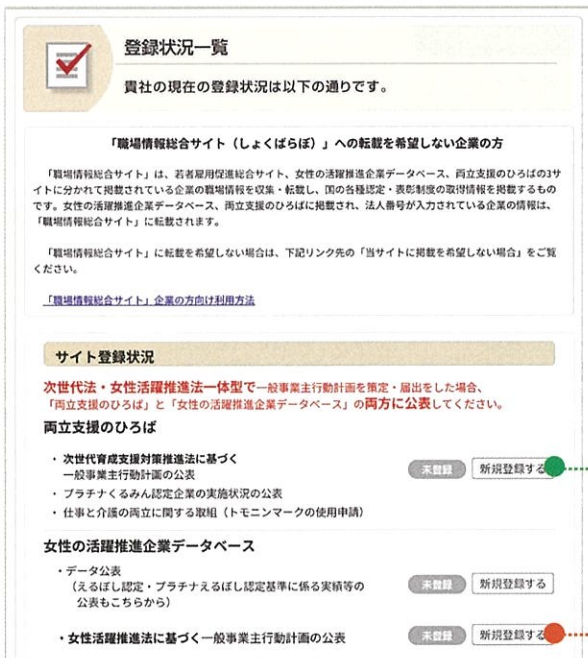 登録状況一覧
貴社の現在の登録状況は以下の通りです。
「職場情報総合サイト（しょくばらぼ）」への転載を希望しない企業の方
「職場情報総合サイト」は、若者雇用促進総合サイト、女性の活躍推進企業データベース、両立支援のひろばの3サ
イトに分かれて掲載されている企業の職場情報を収集・転載し、国の各種認定・表彰制度の取得情報を掲載するもの
です。女性の活躍推進企業データベース、両立支援のひろばに掲載され、法人番号が入力されている企業の情報は、
「職場情報総合サイト」に転載されます。
「職場情報総合サイト」に転載を希望しない場合は、下記リンク先の「当サイトに掲載を希望しない場合」をご覧
ください。
「職場情報総合サイト」企業の方向け利用方法
サイト登録状況
次世代法・女性活躍推進法一体型で一般事業主行動計画を策定・届出をした場合、
「両立支援のひろば」と「女性の活躍推進企業データベース」の両方に公表してください。
両立支援のひろば
・次世代育成支援対策推進法に基づく
一般事業主行動計画の公表
未登録 新規登録する
・プラチナくるみん認定企業の実施状況の公表
・仕事と介護の両立に関する取組（トモニンマークの使用申請）
女性の活躍推進企業データベース
・データ公表
（えるぼし認定・プラチナえるぼし認定基準に係る実績等の
公表もこちらから）
未登録 新規登録する
・女性活躍推進法に基づく一般事業主行動計画の公表
未登録 新規登録する